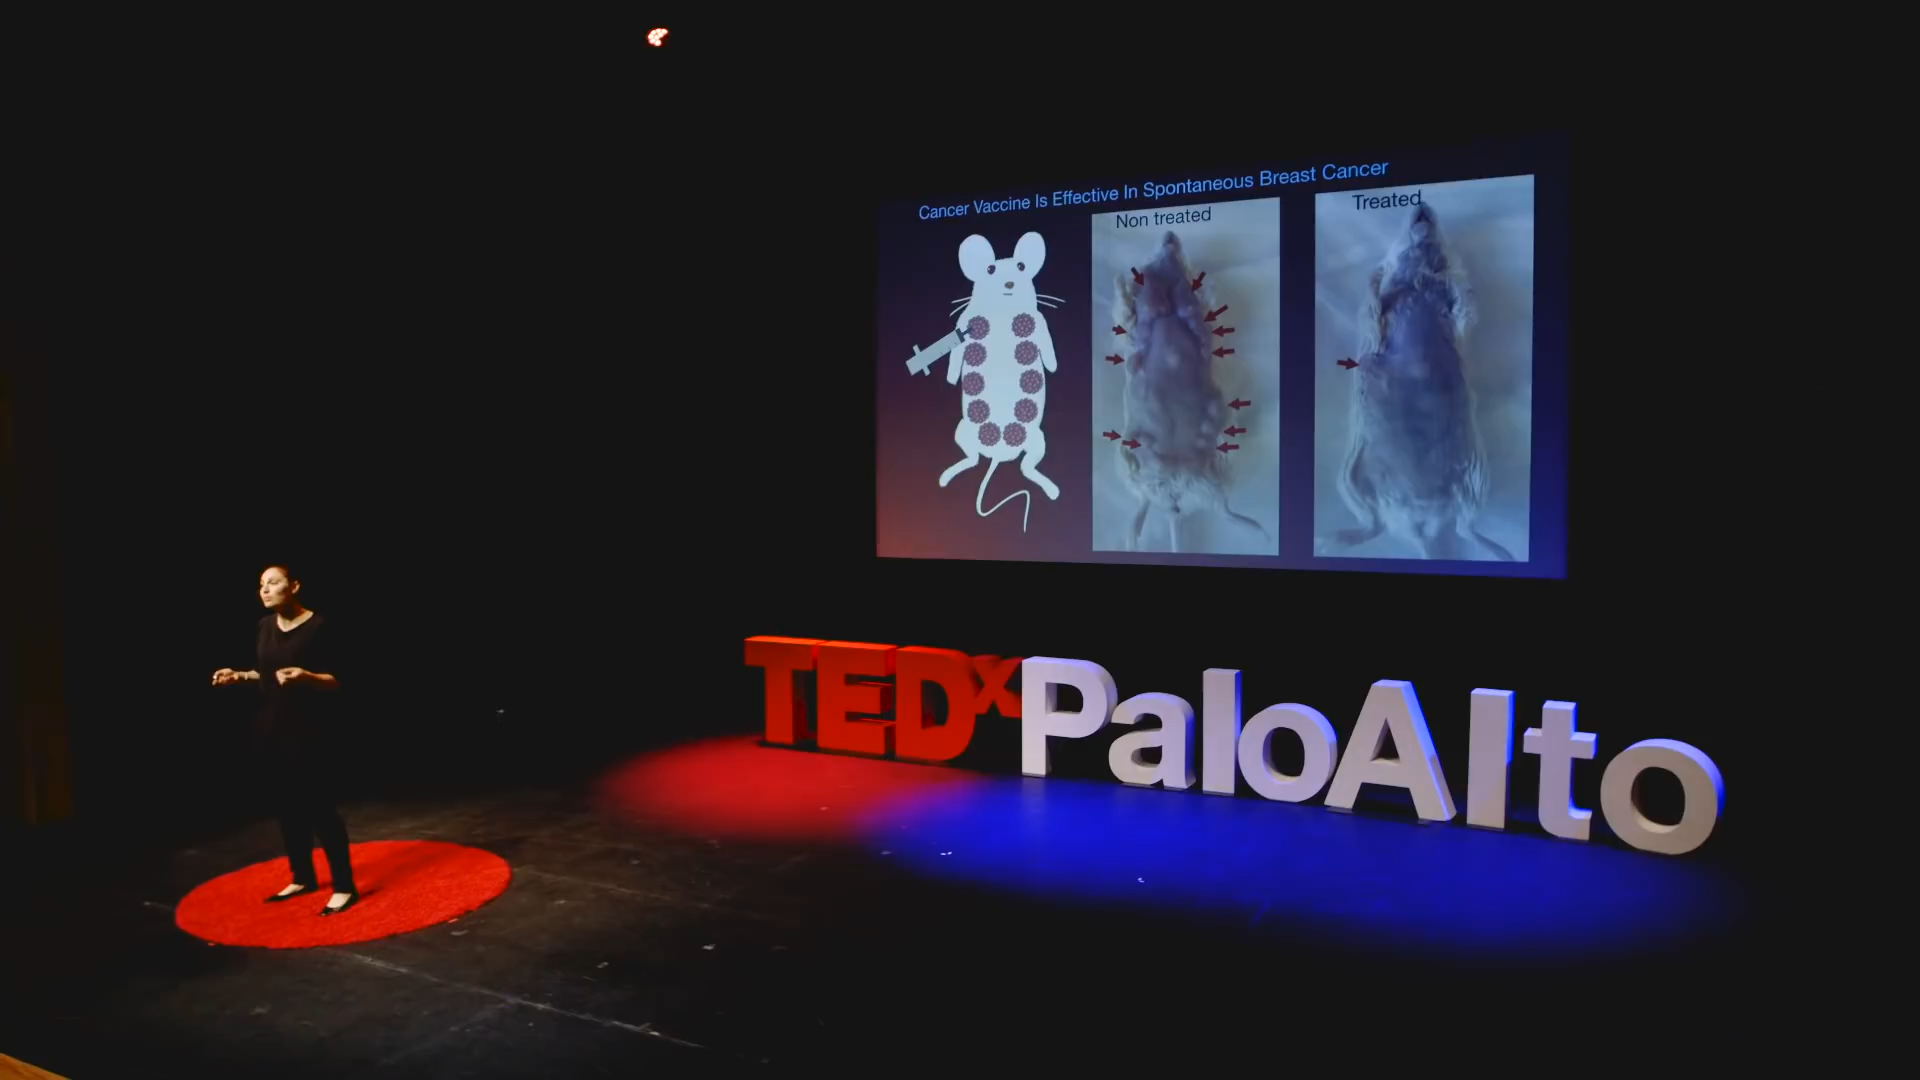 Cancer Vaccine Is Effective In Spontaneous Breast Cancer
Non treated
Treated
TEDxPaloAlto